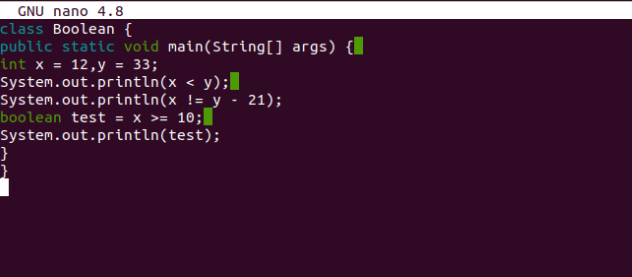 GNU nano 4.8
class Boolean {
public static void main(String[] args) {
int x = 12,y = 33;
System.out.println(x < y);
System.out.println(x != y - 21);
boolean test = x >= 10;
System.out.println(test);
}
}